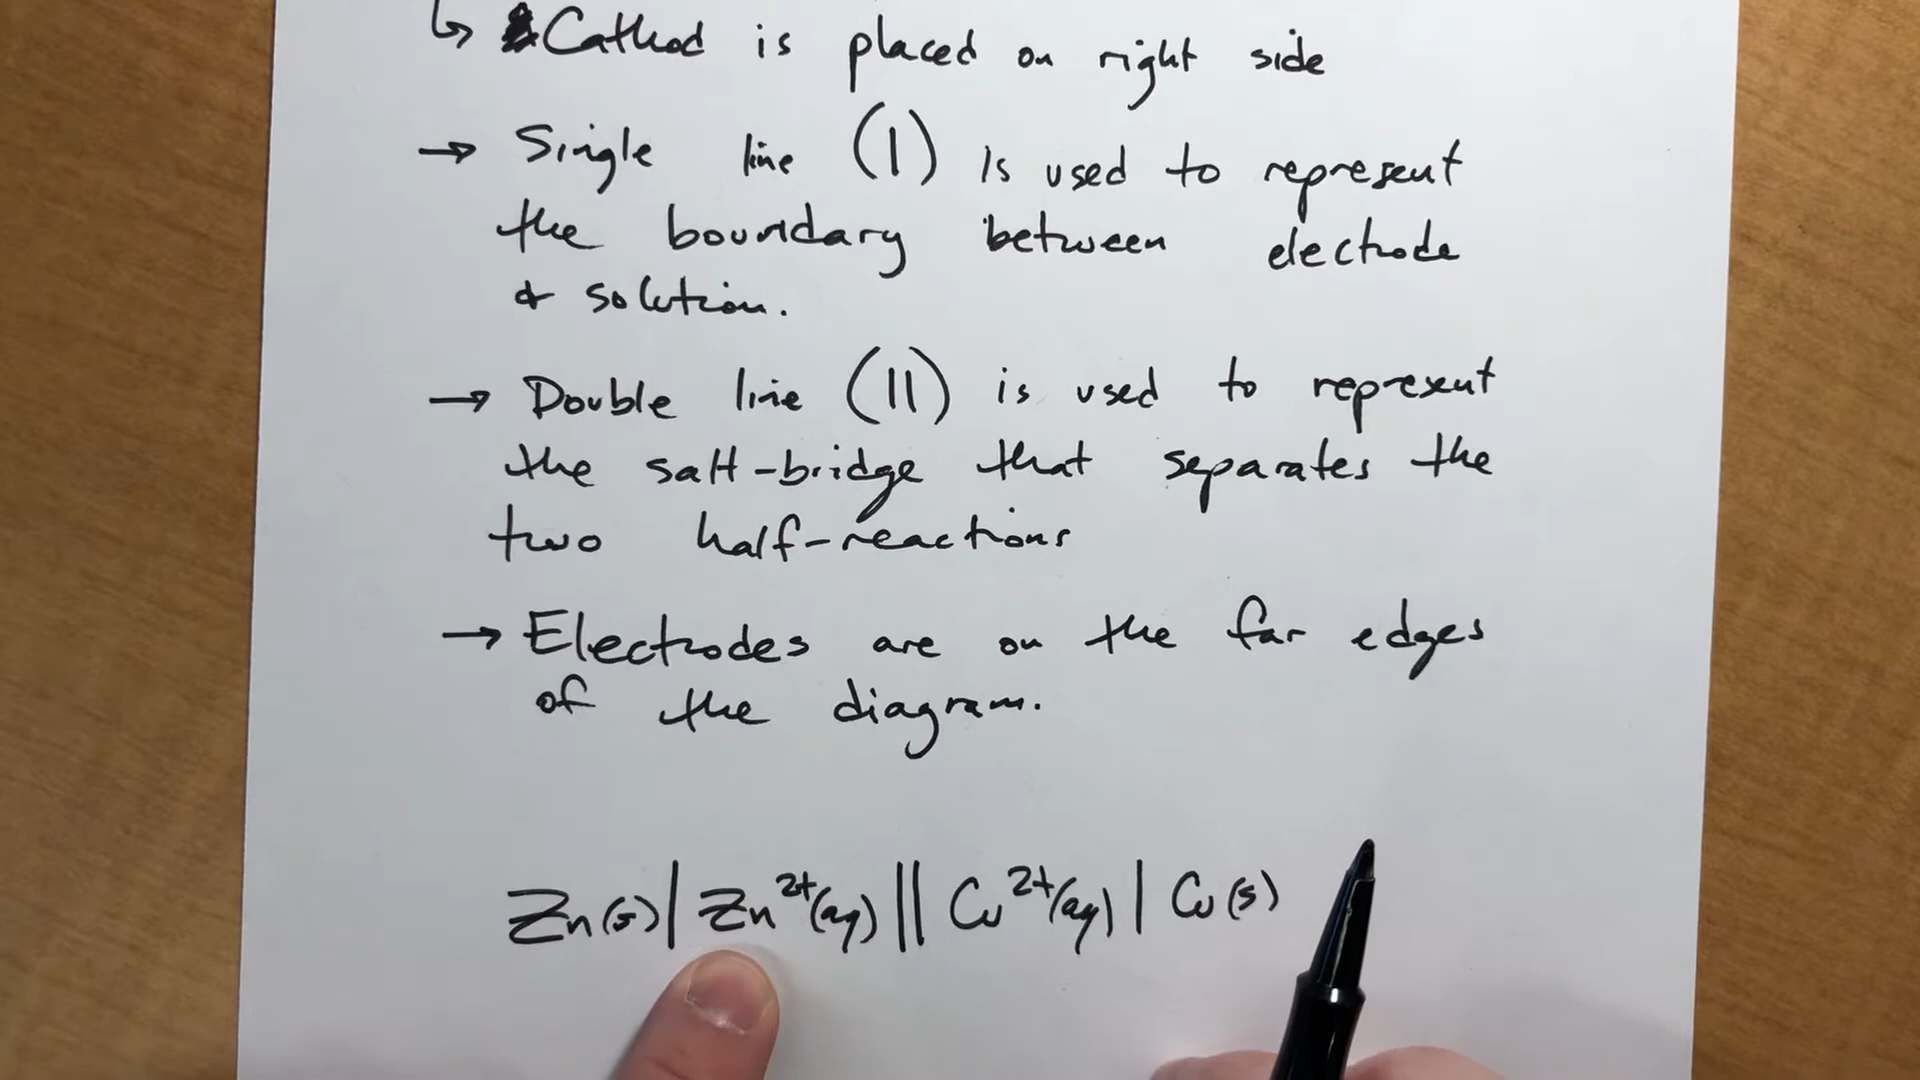 ↳ Cathod is placed on right side
→ Single line (|) is used to represent
the boundary between electrode
& solution.
→ Double line (||) is used to represent
the salt-bridge that separates the
two half-reactions
→ Electrodes are on the far edges
of the diagram.
Zn(s) | Zn²⁺(aq) || Cu²⁺(aq) | Cu(s)